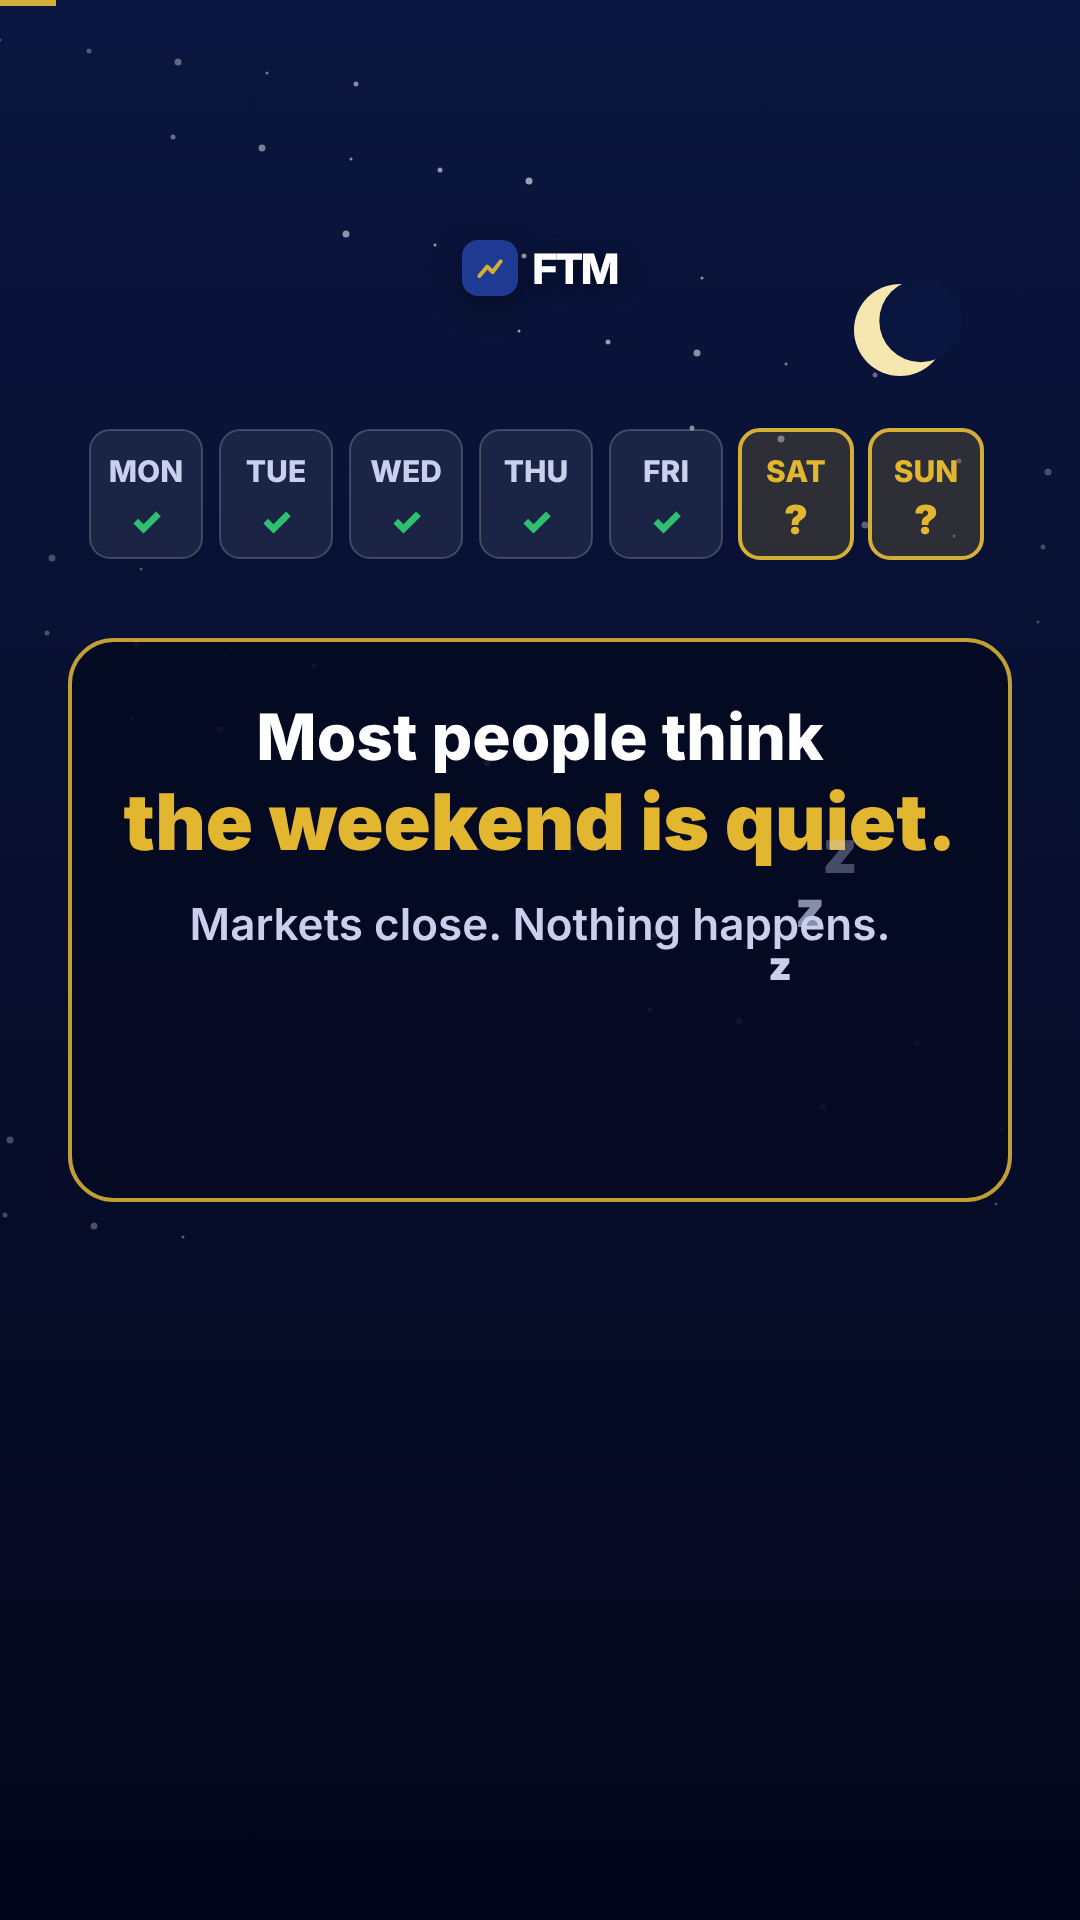 FTM
MON TUE WED THU FRI SAT SUN
? ?
Most people think
the weekend is quiet.
z
z
Markets close. Nothing happens.
z